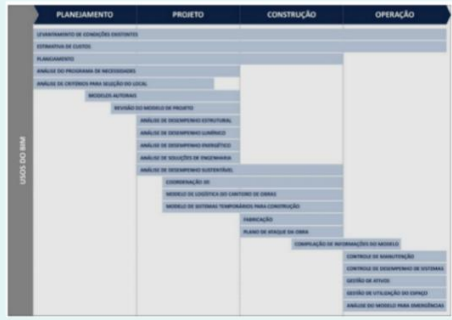 PLANEJAMENTO PROJETO CONSTRUÇÃO OPERAÇÃO
USOS DO BIM
LEVANTAMENTO DE CONDIÇÕES EXISTENTES
ESTIMATIVA DE CUSTOS
PLANEJAMENTO
ANÁLISE DO PROGRAMA DE NECESSIDADES
ANÁLISE DE CRITÉRIOS PARA SELEÇÃO DO LOCAL
MODELOS AUTORAIS
REVISÃO DO MODELO DE PROJETO
ANÁLISE DE DESEMPENHO ESTRUTURAL
ANÁLISE DE DESEMPENHO LUMÍNICO
ANÁLISE DE DESEMPENHO ENERGÉTICO
ANÁLISE DE SOLUÇÕES DE ENGENHARIA
ANÁLISE DE DESEMPENHO SUSTENTÁVEL
COORDENAÇÃO 3D
MODELO DE LOGÍSTICA DO CANTEIRO DE OBRAS
MODELO DE SISTEMAS TEMPORÁRIOS PARA CONSTRUÇÃO
FABRICAÇÃO
PLANO DE ATAQUE DA OBRA
COMPILAÇÃO DE INFORMAÇÕES DO MODELO
CONTROLE DE MANUTENÇÃO
CONTROLE DE DESEMPENHO DE SISTEMAS
GESTÃO DE ATIVOS
GESTÃO DE UTILIZAÇÃO DO ESPAÇO
ANÁLISE DO MODELO PARA EMERGÊNCIAS